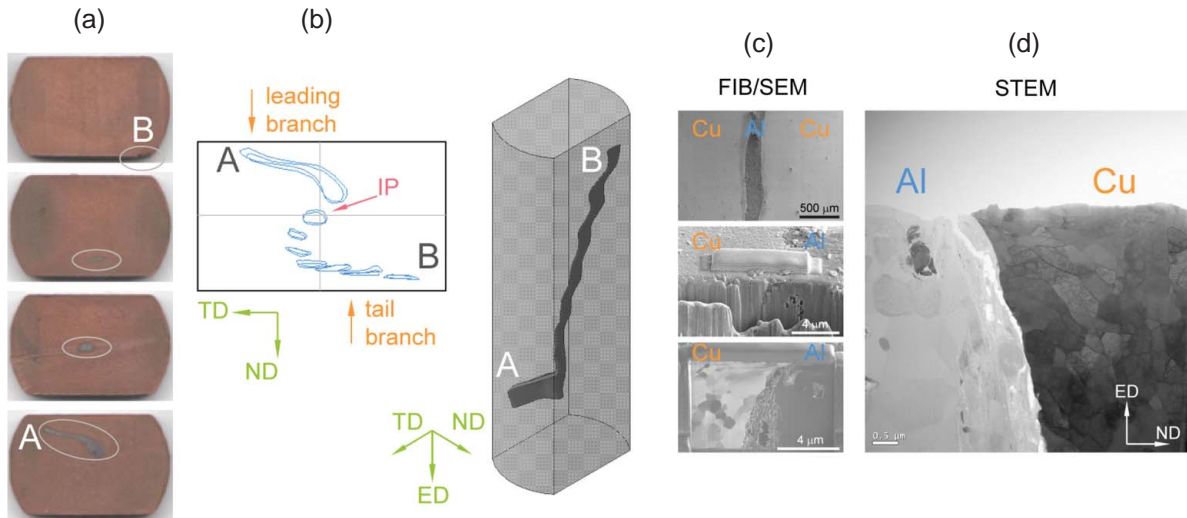 (a)
B
A
(b)
leading
branch
A
IP
B
tail
branch
TD
ND
B
A
TD ND
ED
(c)
FIB/SEM
Cu Al Cu
500 µm
Cu Al
4 µm
Cu Al
4 µm
(d)
STEM
Al Cu
ED
ND
0.5 µm